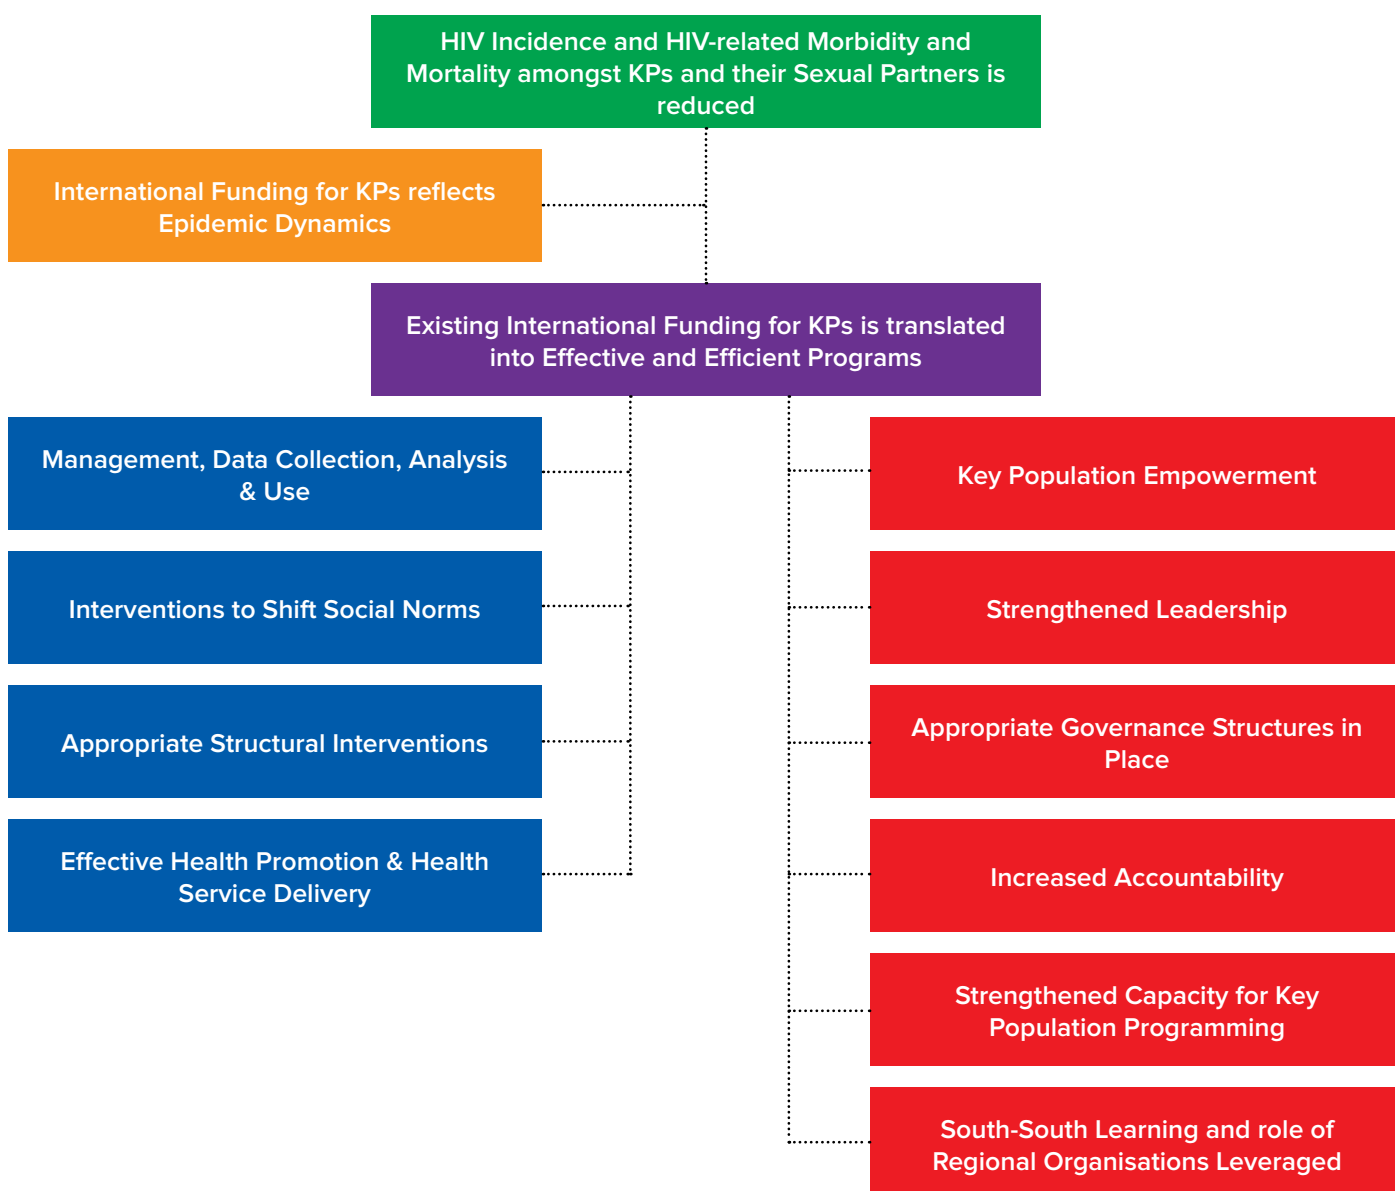 HIV Incidence and HIV-related Morbidity and
Mortality amongst KPs and their Sexual Partners is
reduced
International Funding for KPs reflects
Epidemic Dynamics
Existing International Funding for KPs is translated
into Effective and Efficient Programs
Management, Data Collection, Analysis
& Use
Interventions to Shift Social Norms
Appropriate Structural Interventions
Effective Health Promotion & Health
Service Delivery
Key Population Empowerment
Strengthened Leadership
Appropriate Governance Structures in
Place
Increased Accountability
Strengthened Capacity for Key
Population Programming
South-South Learning and role of
Regional Organisations Leveraged